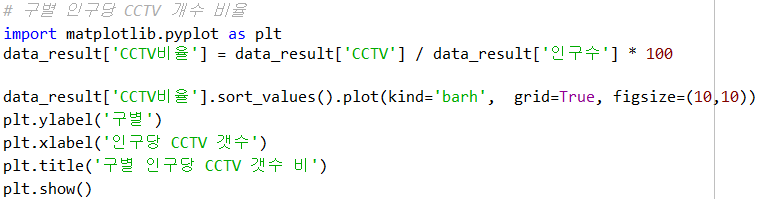 # 구별 인구당 CCTV 개수 비율
import matplotlib.pyplot as plt
data_result['CCTV비율'] = data_result['CCTV'] / data_result['인구수'] * 100
data_result['CCTV비율'].sort_values().plot(kind='barh',  grid=True, figsize=(10,10))
plt.ylabel('구별')
plt.xlabel('인구당 CCTV 갯수')
plt.title('구별 인구당 CCTV 갯수 비')
plt.show()